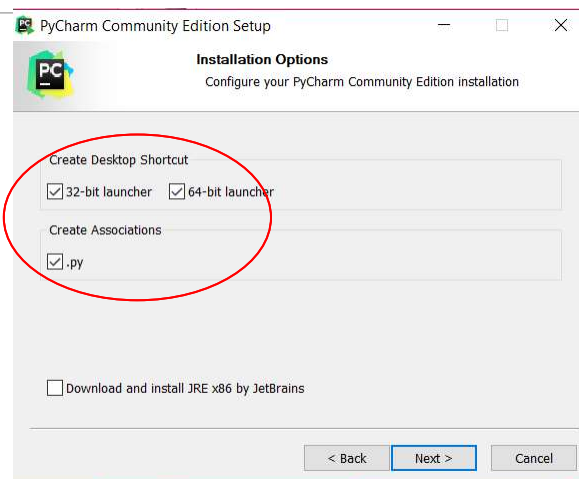 PyCharm Community Edition Setup
Installation Options
Configure your PyCharm Community Edition installation
Create Desktop Shortcut
32-bit launcher 64-bit launcher
Create Associations
.py
Download and install JRE x86 by JetBrains
< Back Next > Cancel